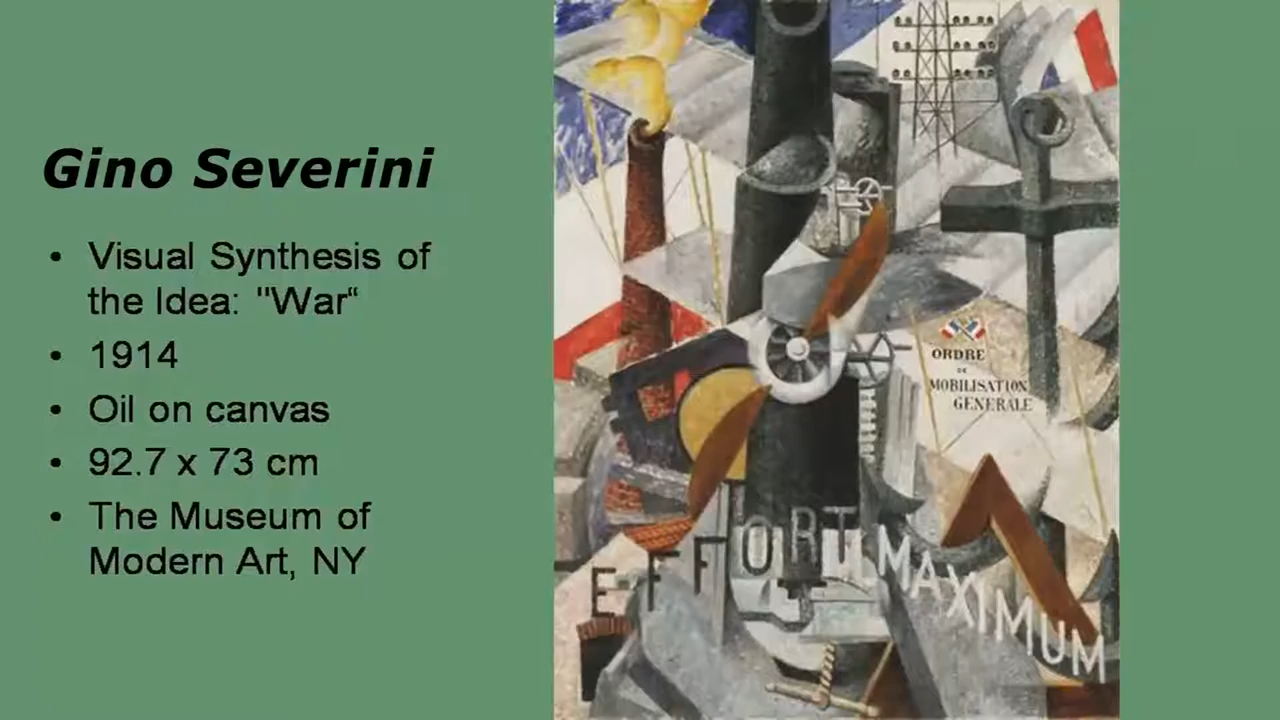 Gino Severini
• Visual Synthesis of
the Idea: "War“
• 1914
• Oil on canvas
• 92.7 x 73 cm
• The Museum of
Modern Art, NY
ORDRE
DE
MOBILISATION
GENERALE
EFFORT MAXIMUM